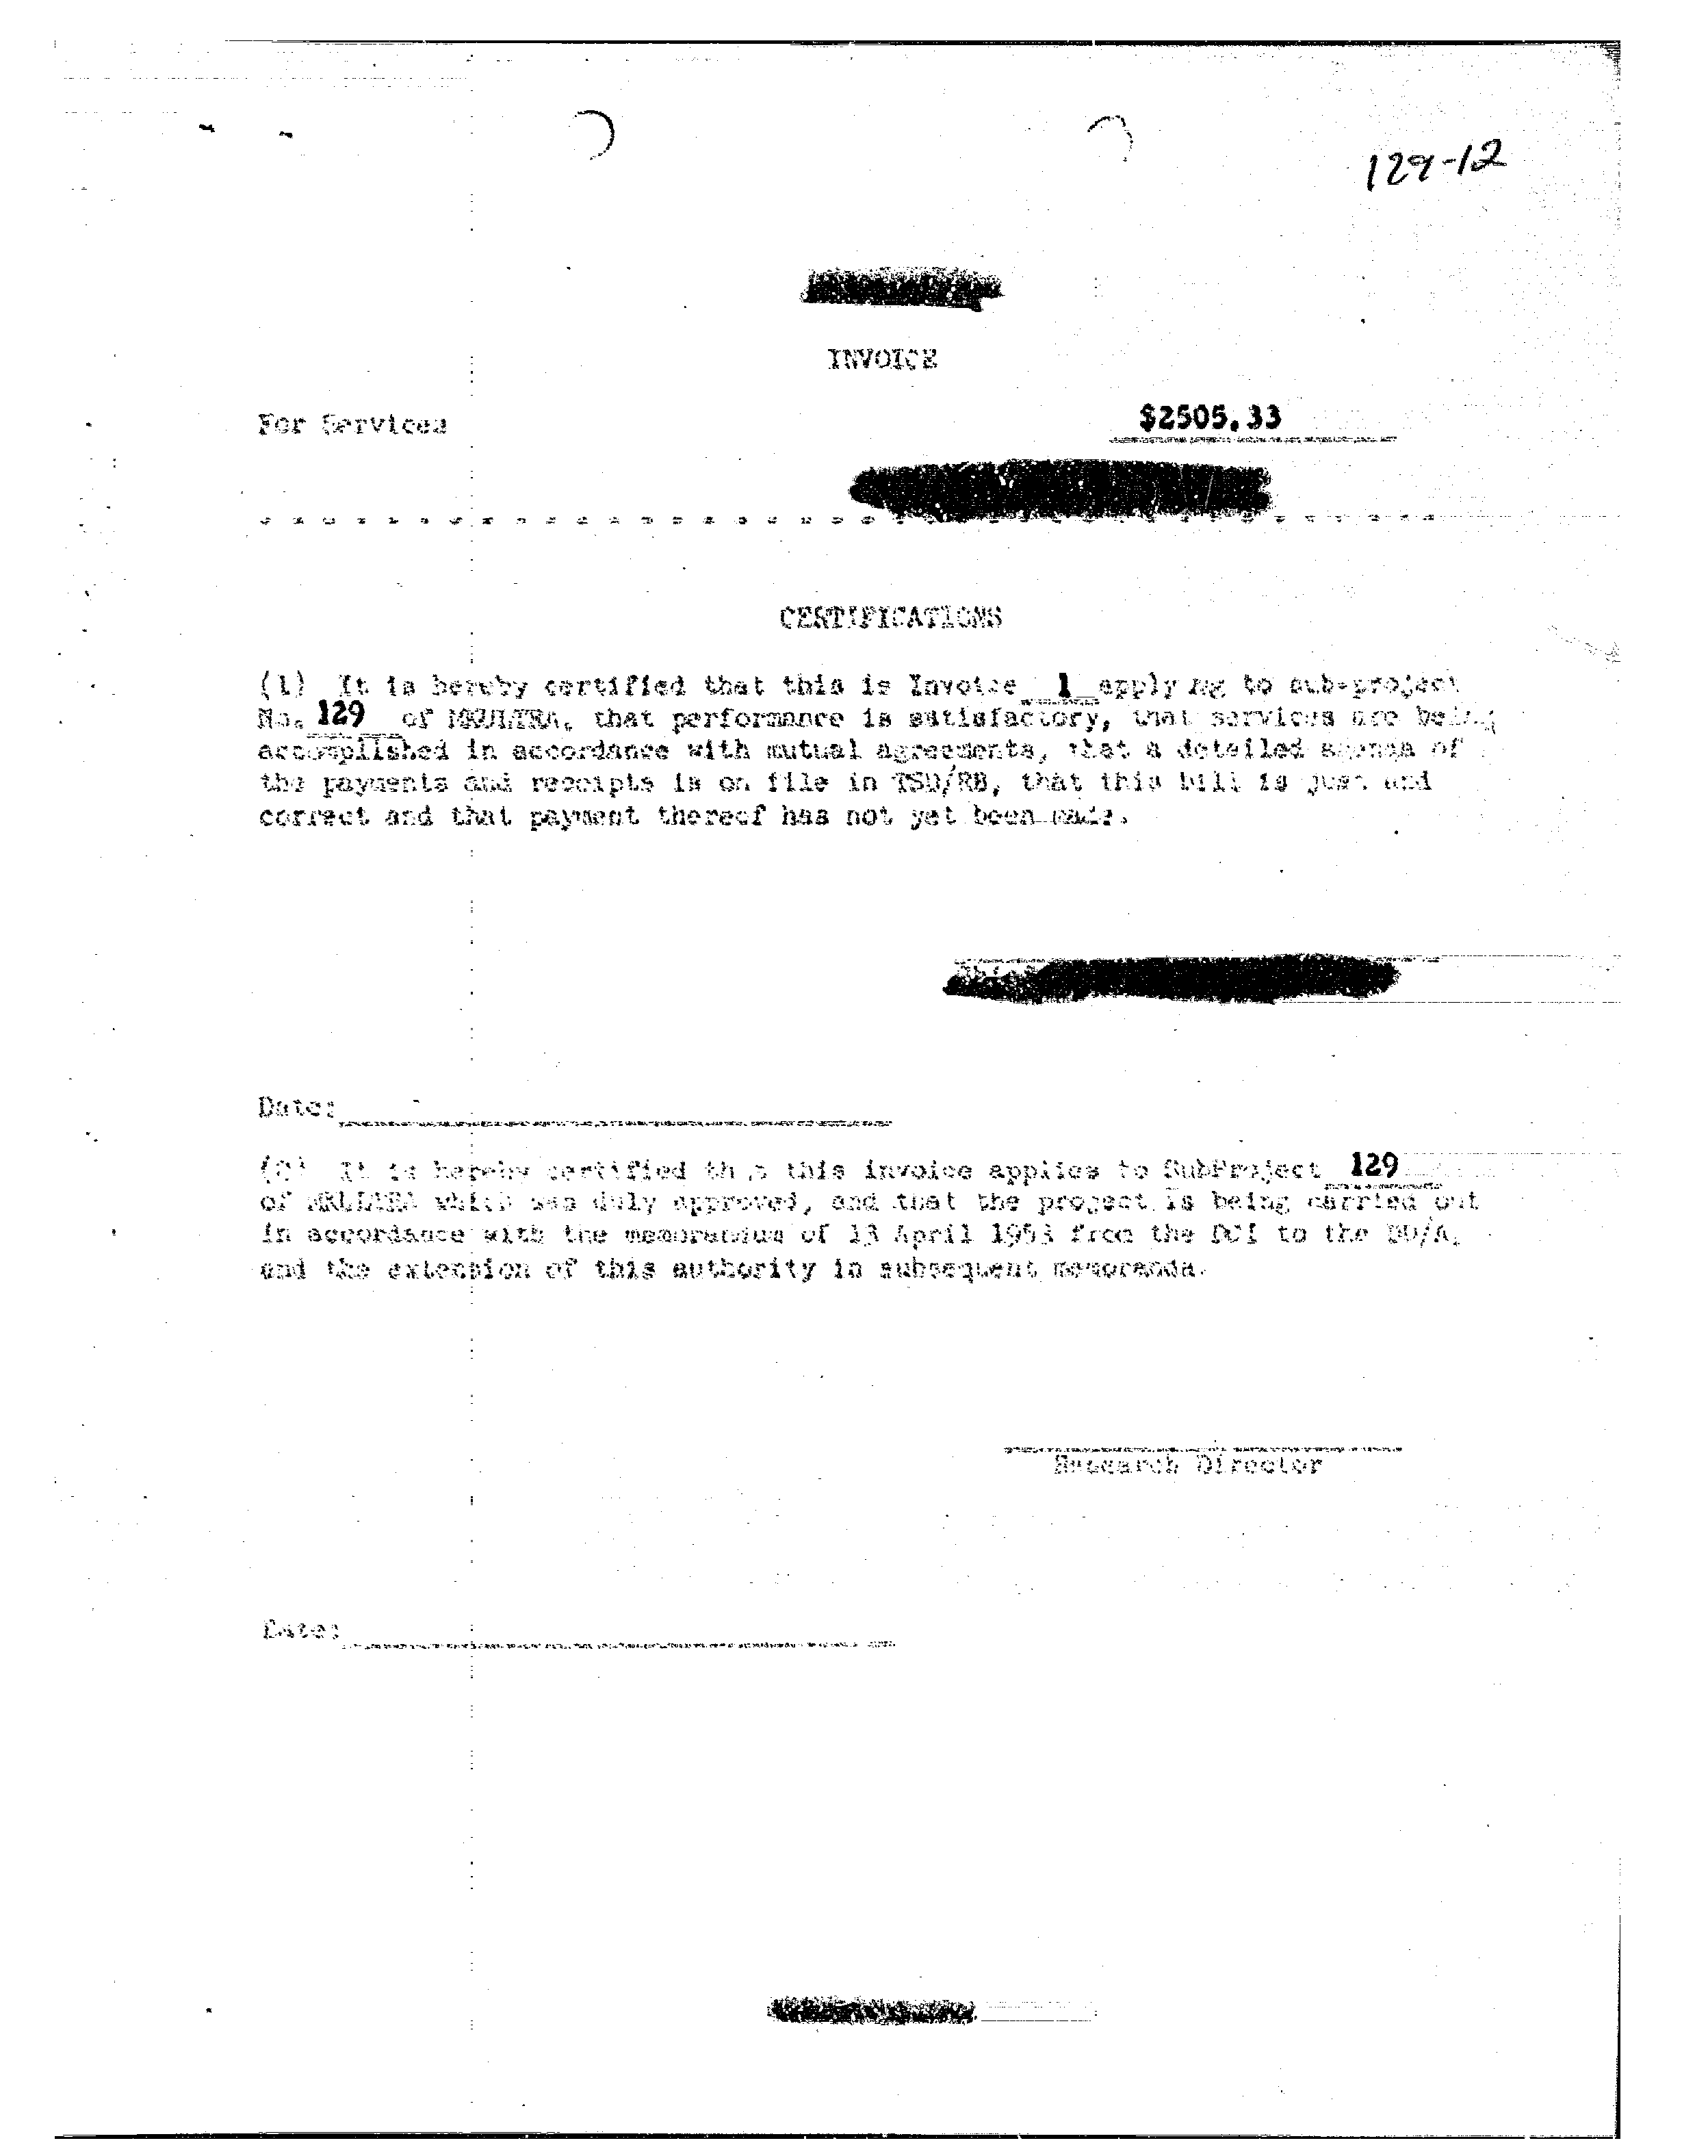 129-12
INVOICE
For Services $2505.33
CERTIFICATIONS
(1) It is hereby certified that this is Invoice 1 applying to sub-project
No. 129 of MKULTRA, that performance is satisfactory, that services are being
accomplished in accordance with mutual agreements, that a detailed agenda of
the payments and receipts is on file in TSD/RB, that this bill is just and
correct and that payment thereof has not yet been made.
Date:
(2) It is hereby certified that this invoice applies to SubProject 129
of MKULTRA which was duly approved, and that the project is being carried out
in accordance with the memorandum of 13 April 1953 from the DCI to the DD/A,
and the extension of this authority in subsequent memoranda.
Research Director
Date: